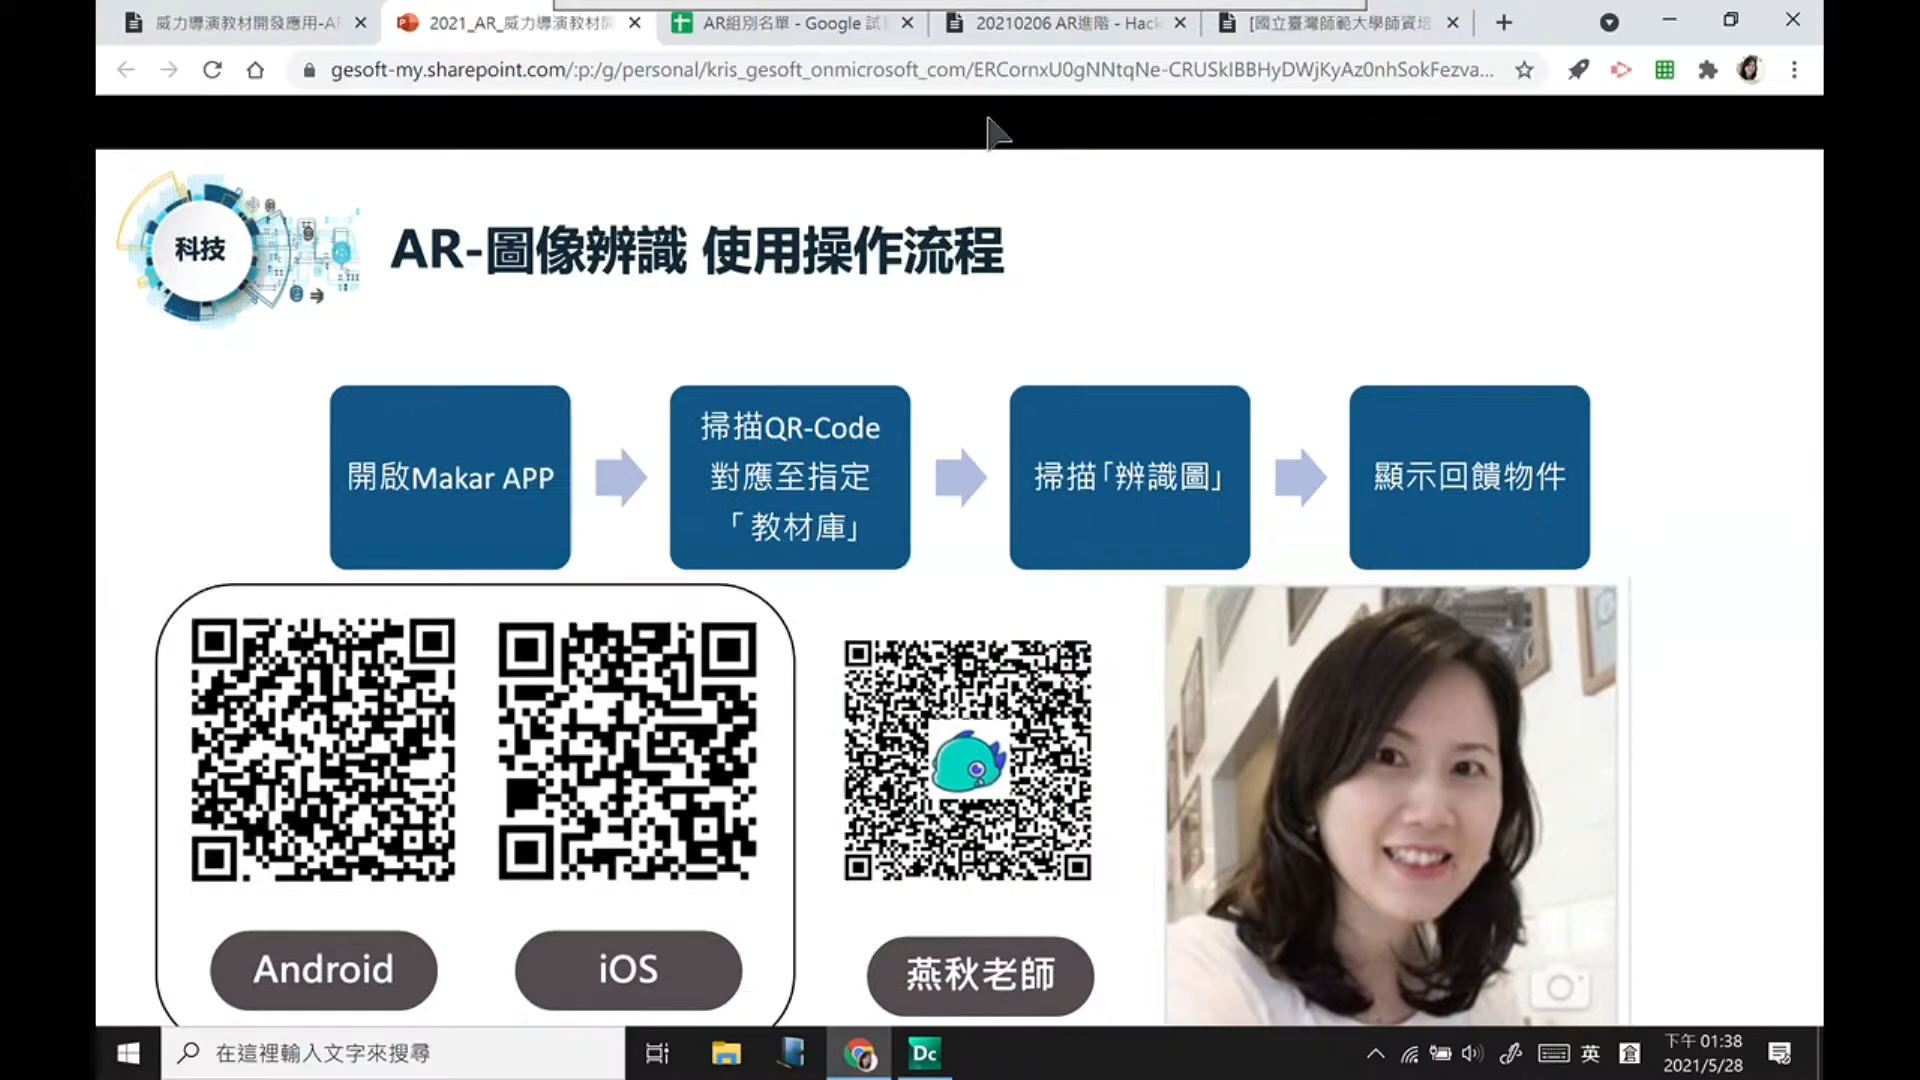 威力導演教材開發應用-A
2021_AR_威力導演教材
AR組別名單 - Google 試
20210206 AR進階 - Hack
[國立臺灣師範大學師資培
gesoft-my.sharepoint.com/:p:/g/personal/kris_gesoft_onmicrosoft_com/ERCornxU0gNNtqNe-CRUSkIBBHyDWjKyAz0nhSokFezva...
科技
AR-圖像辨識 使用操作流程
開啟Makar APP
掃描QR-Code
對應至指定
「教材庫」
掃描「辨識圖」
顯示回饋物件
Android
iOS
燕秋老師
在這裡輸入文字來搜尋
Dc
英
倉
下午 01:38
2021/5/28